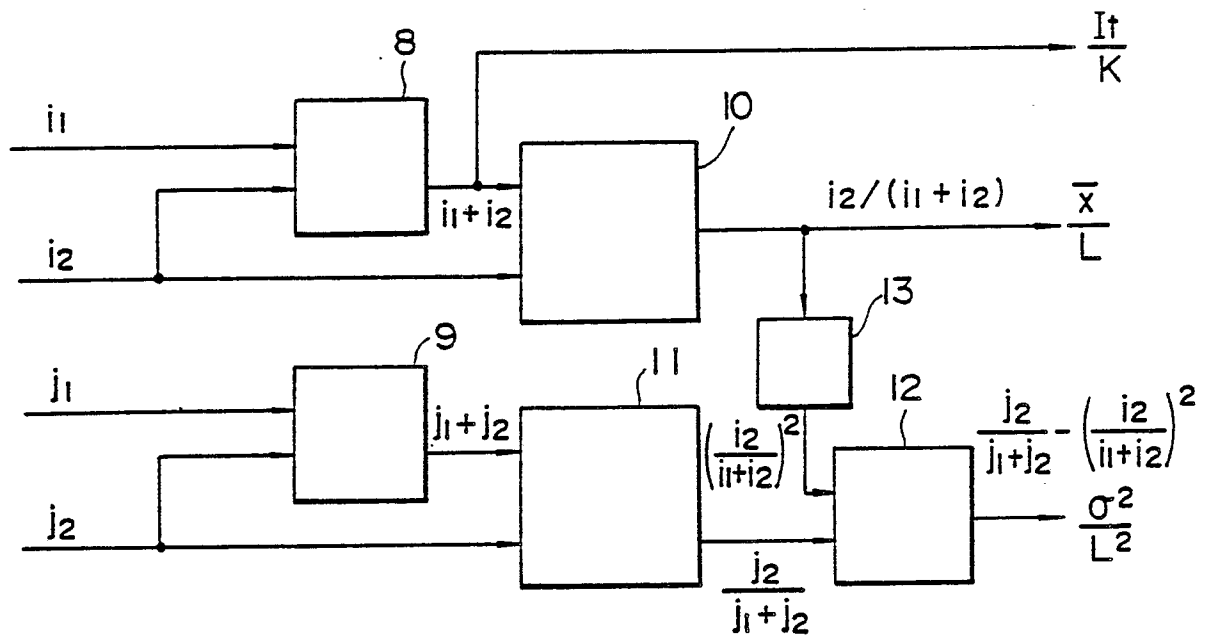 8
It/K
i1
10
i2/(i1+i2)
x̄/L
i1+i2
i2
13
9
11
12
j1
j1+j2
(i2/i1+i2)2
j2/j1+j2 - (i2/i1+i2)2
j2
σ2/L2
j2/j1+j2